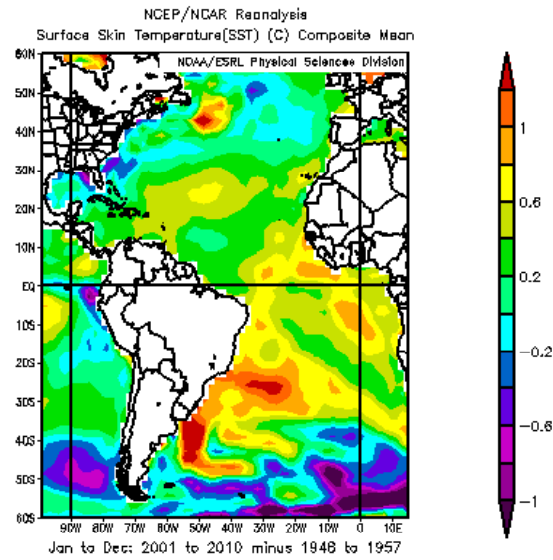 NCEP/NCAR Reanalysis
Surface Skin Temperature(SST) (C) Composite Mean
NOAA/ESRL Physical Sciences Division
60N
50N
40N
30N
20N
10N
EQ
10S
20S
30S
40S
50S
60S
90W 80W 70W 60W 50W 40W 30W 20W 10W 0 10E
1
0.6
0.2
-0.2
-0.6
-1
Jan to Dec: 2001 to 2010 minus 1948 to 1957